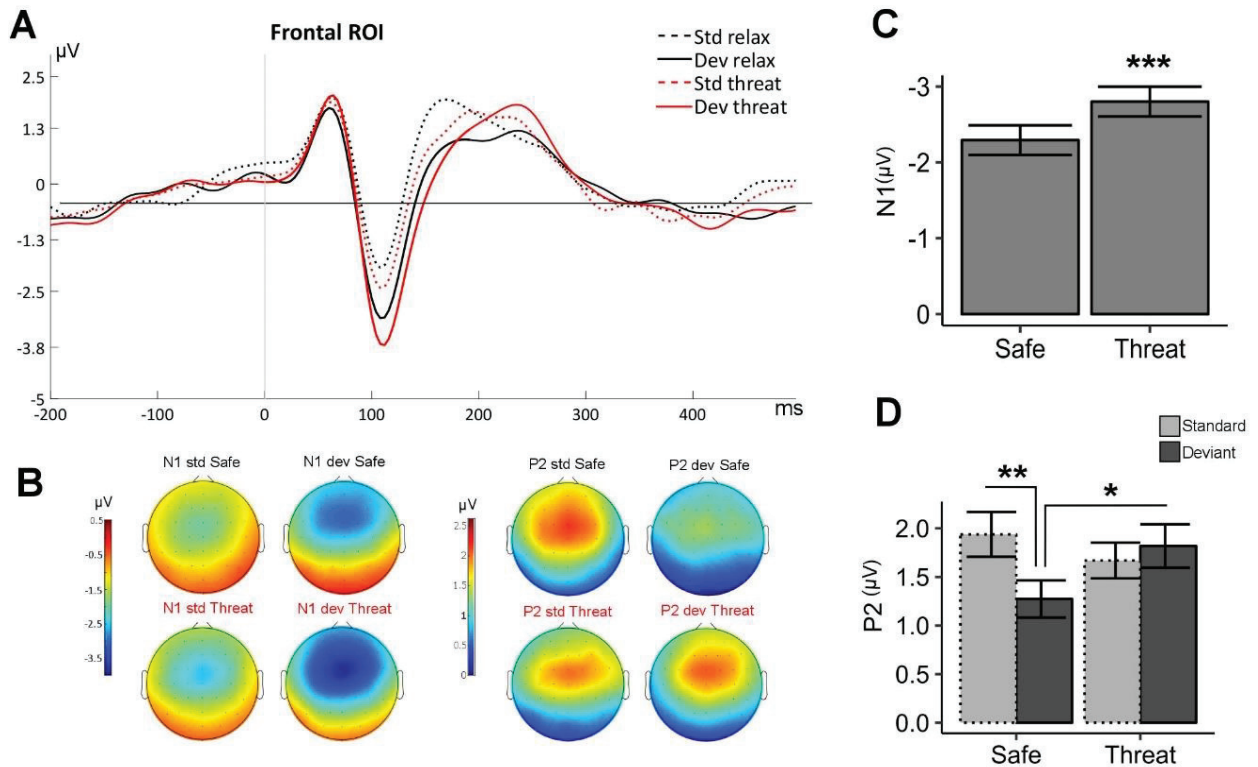 A
Frontal ROI
µV
2.5
1.3
0
-1.3
-2.5
-3.8
-5
-200
-100
0
100
200
300
400
ms
Std relax
Dev relax
Std threat
Dev threat
B
µV
0.5
-0.5
-1.5
-2.5
-3.5
N1 std Safe
N1 dev Safe
N1 std Threat
N1 dev Threat
µV
2.5
2
1.5
1
0.5
0
P2 std Safe
P2 dev Safe
P2 std Threat
P2 dev Threat
C
N1(µV)
-3
-2
-1
0
***
Safe
Threat
D
Standard
Deviant
P2 (µV)
2.0
1.5
1.0
0.5
0.0
**
*
Safe
Threat